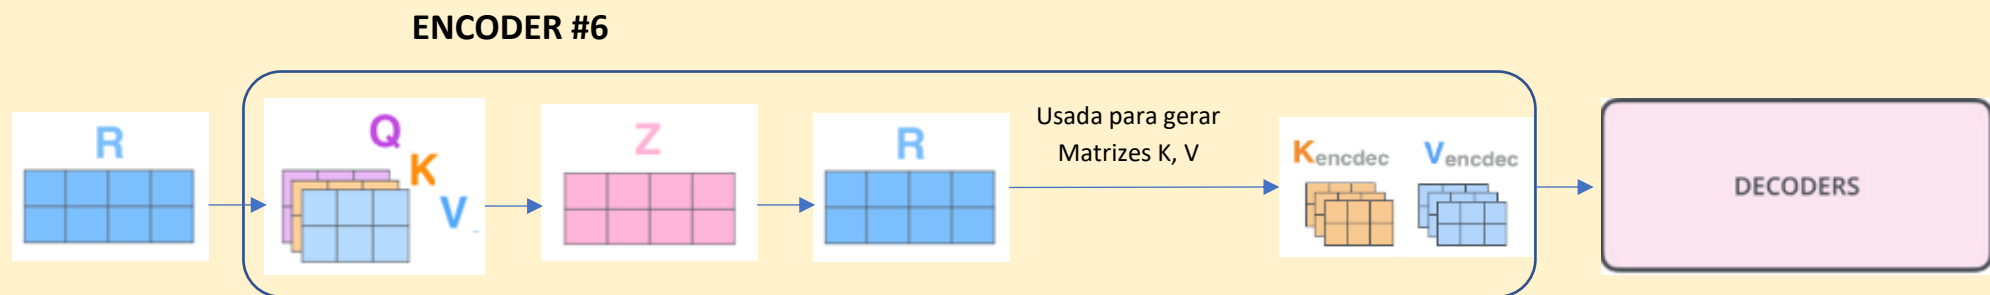 ENCODER #6
R
Q
K
V
Z
R
Usada para gerar
Matrizes K, V
Kencdec
Vencdec
DECODERS